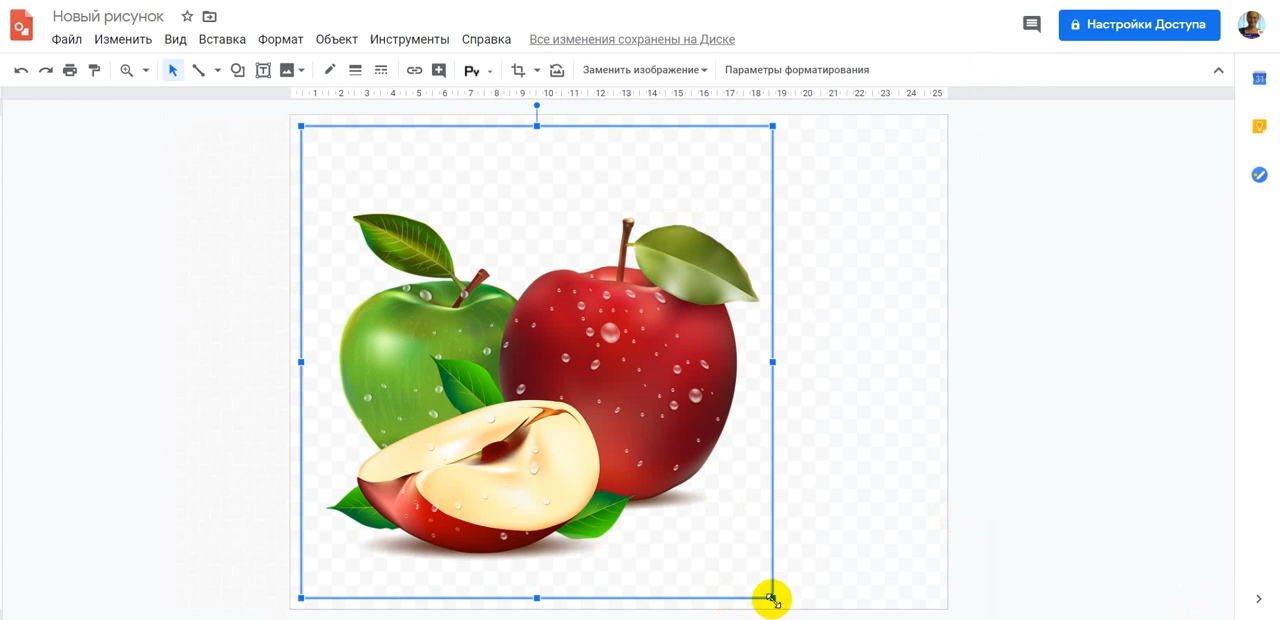 Новый рисунок
Настройки Доступа
Файл Изменить Вид Вставка Формат Объект Инструменты Справка Все изменения сохранены на Диске
Pу Заменить изображение Параметры форматирования
1 2 3 4 5 6 7 8 9 10 11 12 13 14 15 16 17 18 19 20 21 22 23 24 25
31